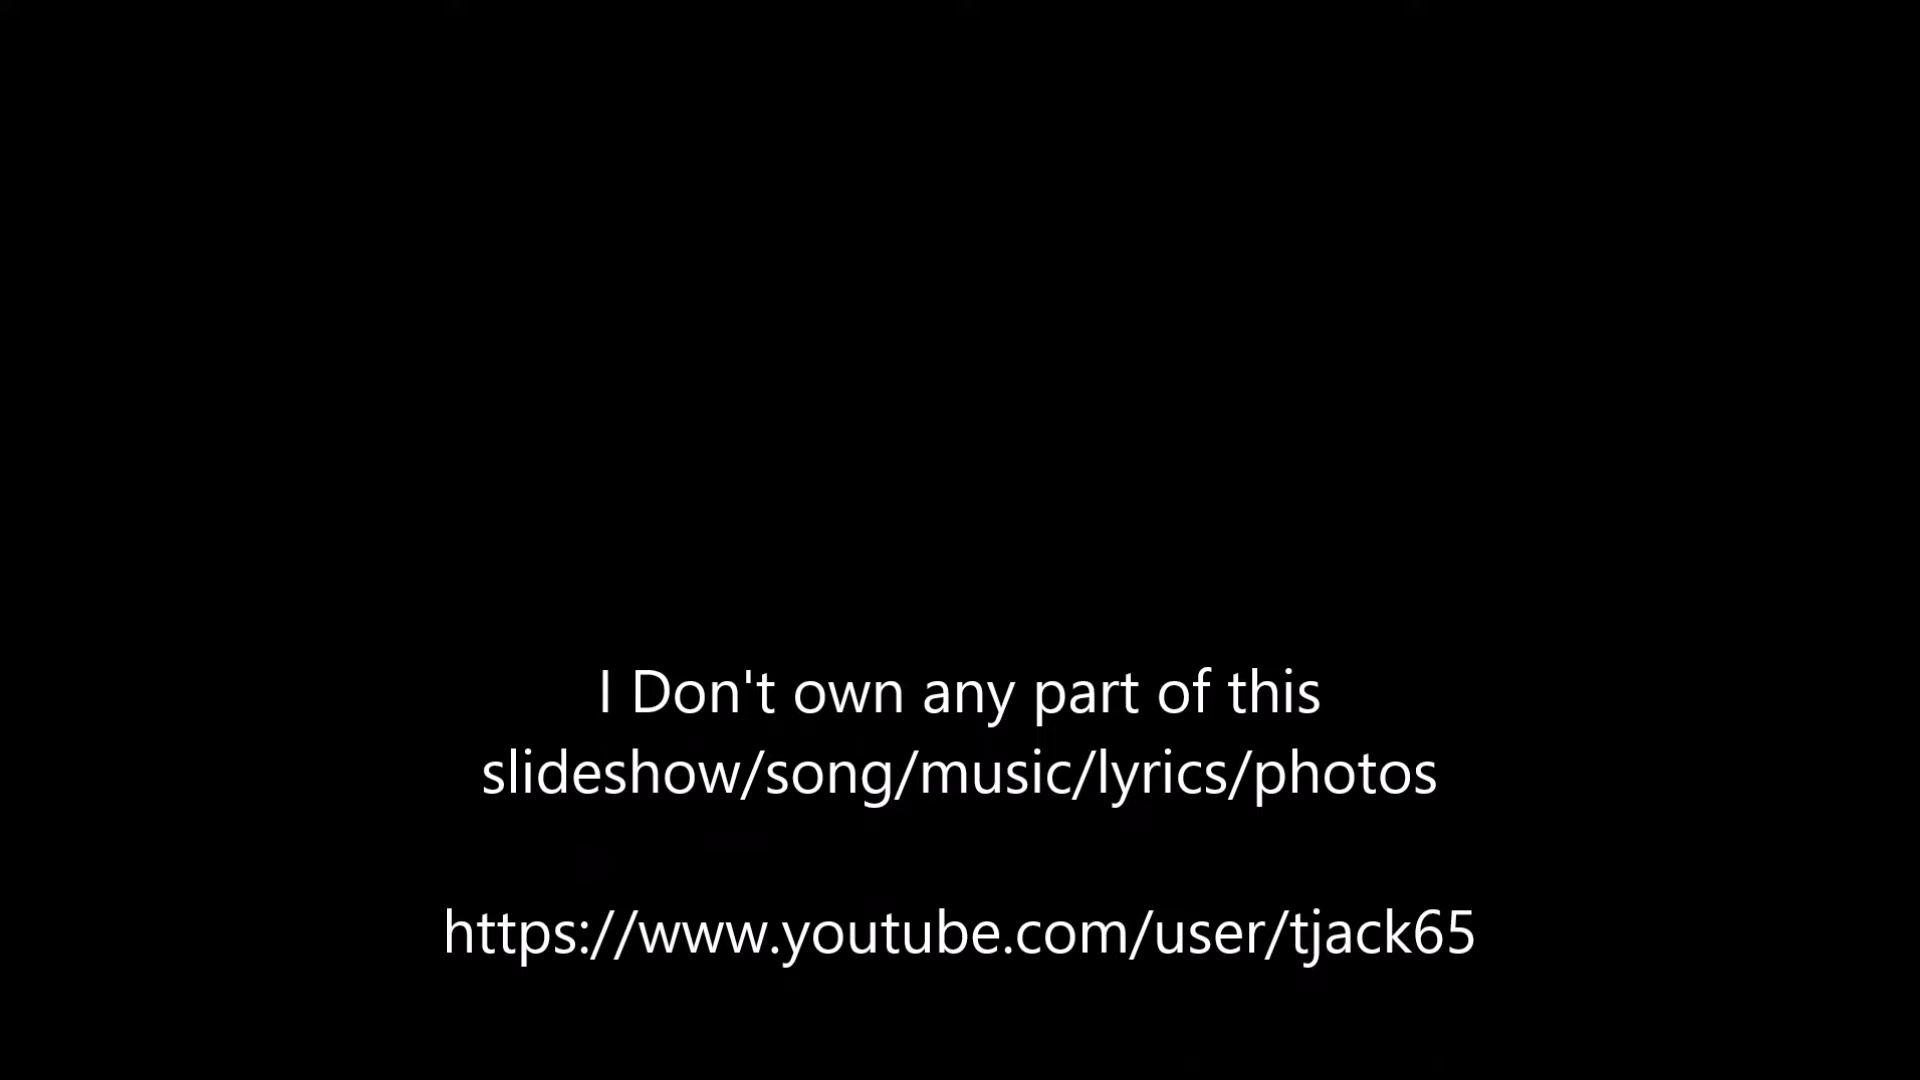 I Don't own any part of this
slideshow/song/music/lyrics/photos
https://www.youtube.com/user/tjack65